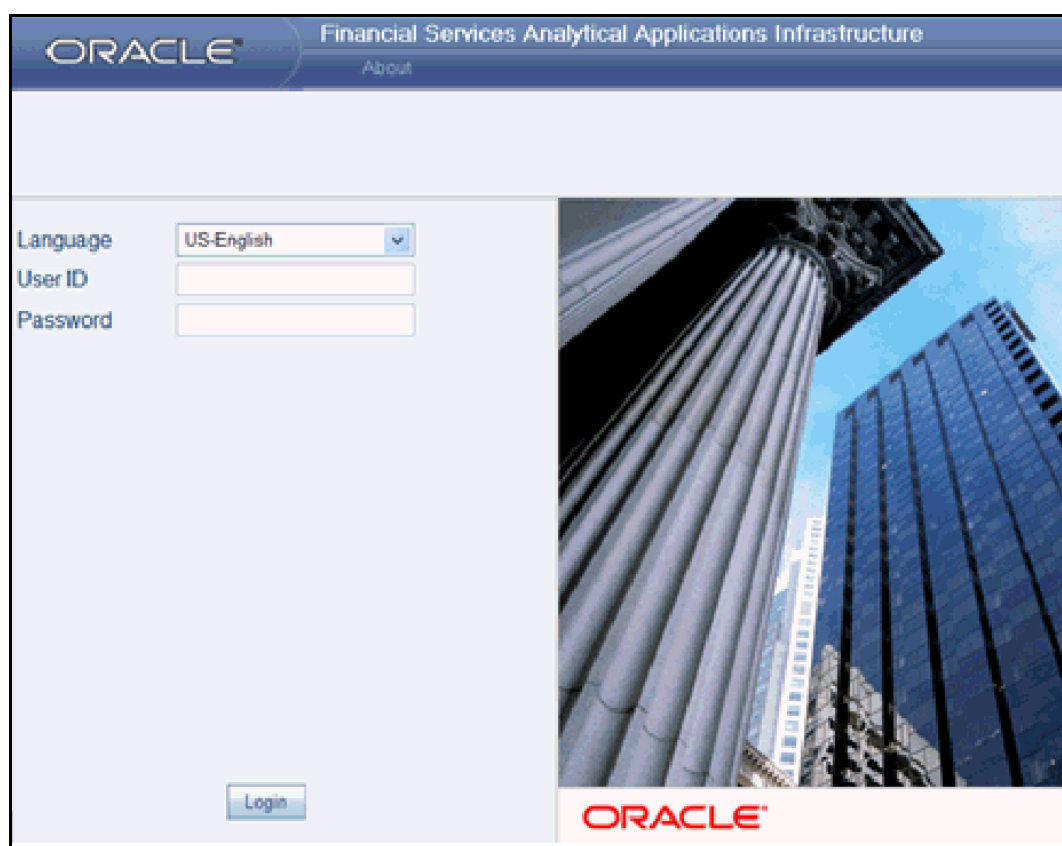 ORACLE®
Financial Services Analytical Applications Infrastructure
About
Language
US-English
User ID
Password
Login
ORACLE®